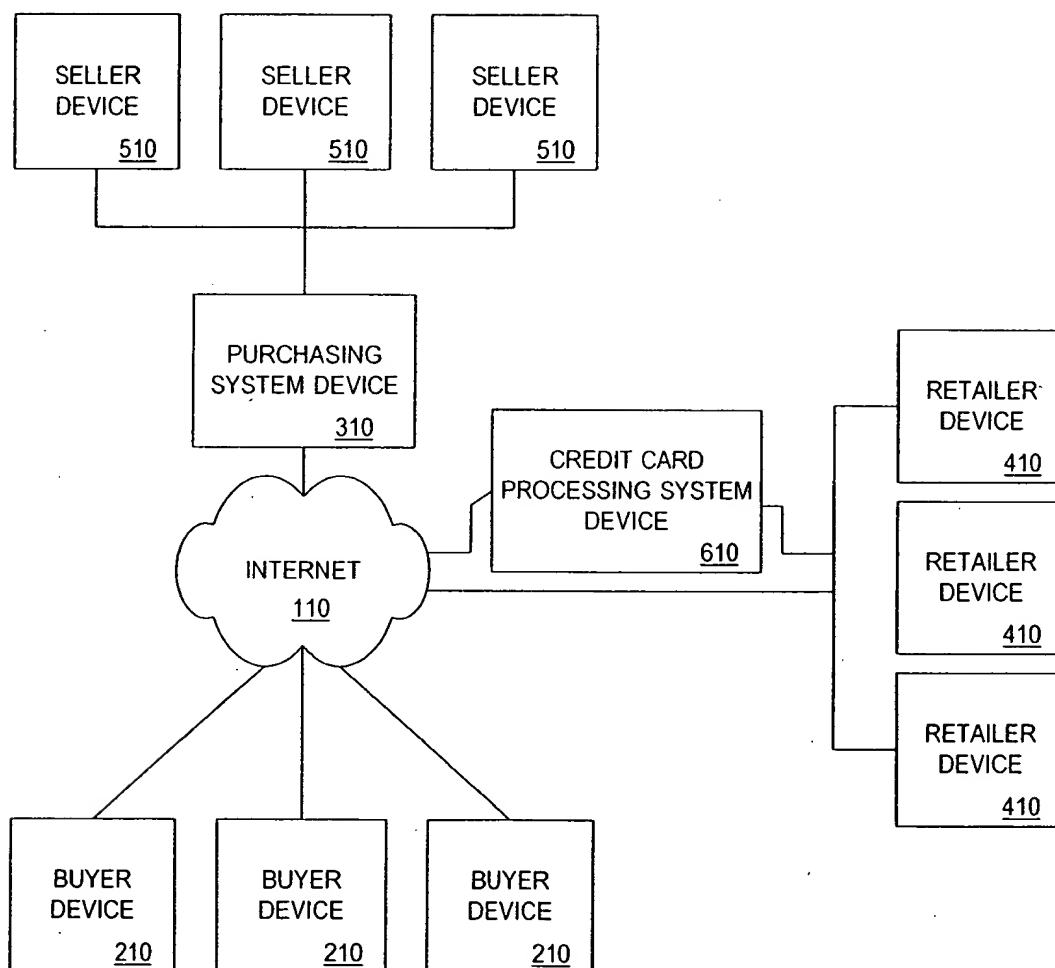 SELLER
DEVICE
510
SELLER
DEVICE
510
SELLER
DEVICE
510
PURCHASING
SYSTEM DEVICE
310
CREDIT CARD
PROCESSING SYSTEM
DEVICE
610
RETAILER
DEVICE
410
RETAILER
DEVICE
410
RETAILER
DEVICE
410
INTERNET
110
BUYER
DEVICE
210
BUYER
DEVICE
210
BUYER
DEVICE
210